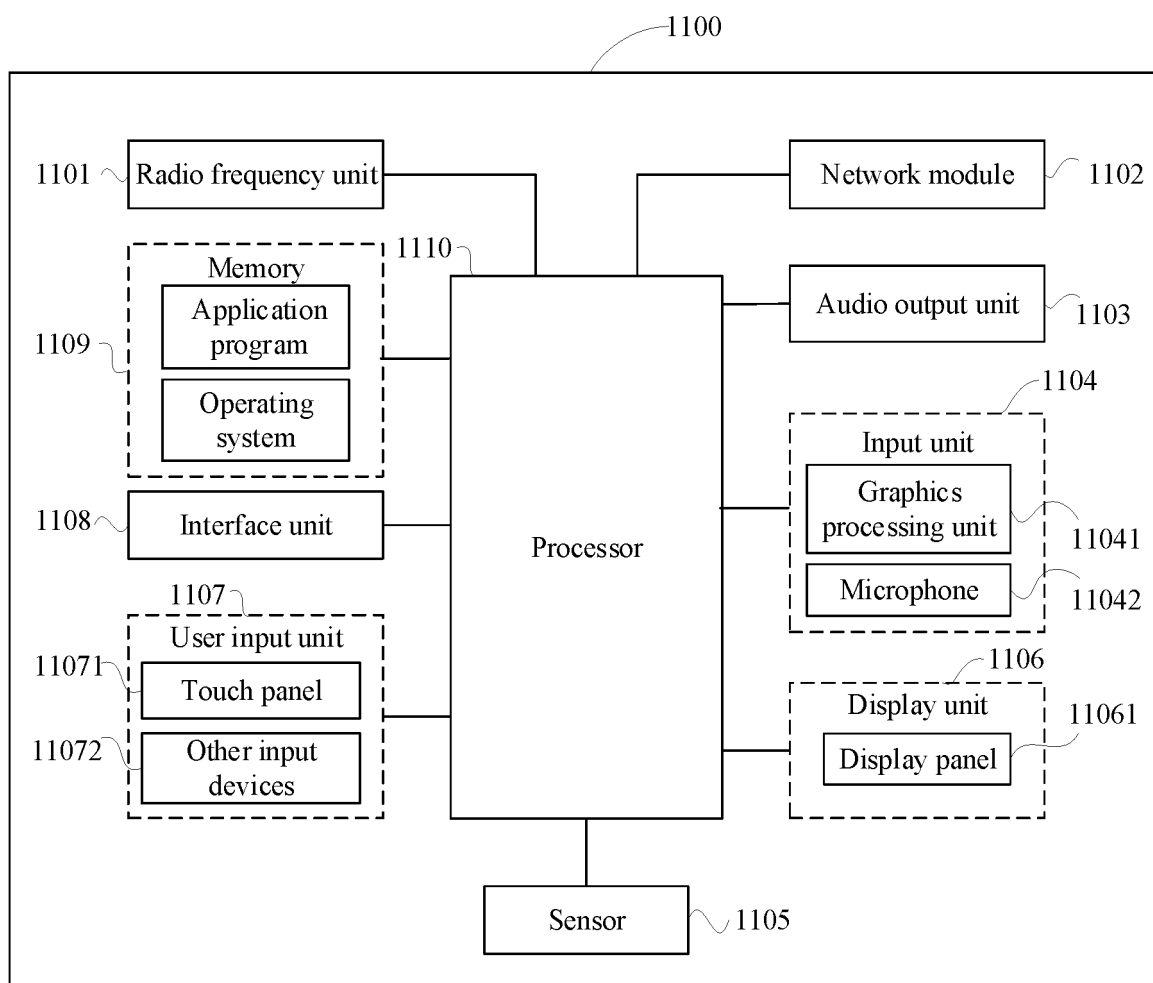 1100
1101
Radio frequency unit
Network module
1102
1110
Memory
Application
program
Operating
system
1109
Audio output unit
1103
1104
Input unit
Graphics
processing unit
11041
Microphone
11042
1108
Interface unit
Processor
1107
User input unit
11071
Touch panel
11072
Other input
devices
1106
Display unit
11061
Display panel
Sensor
1105